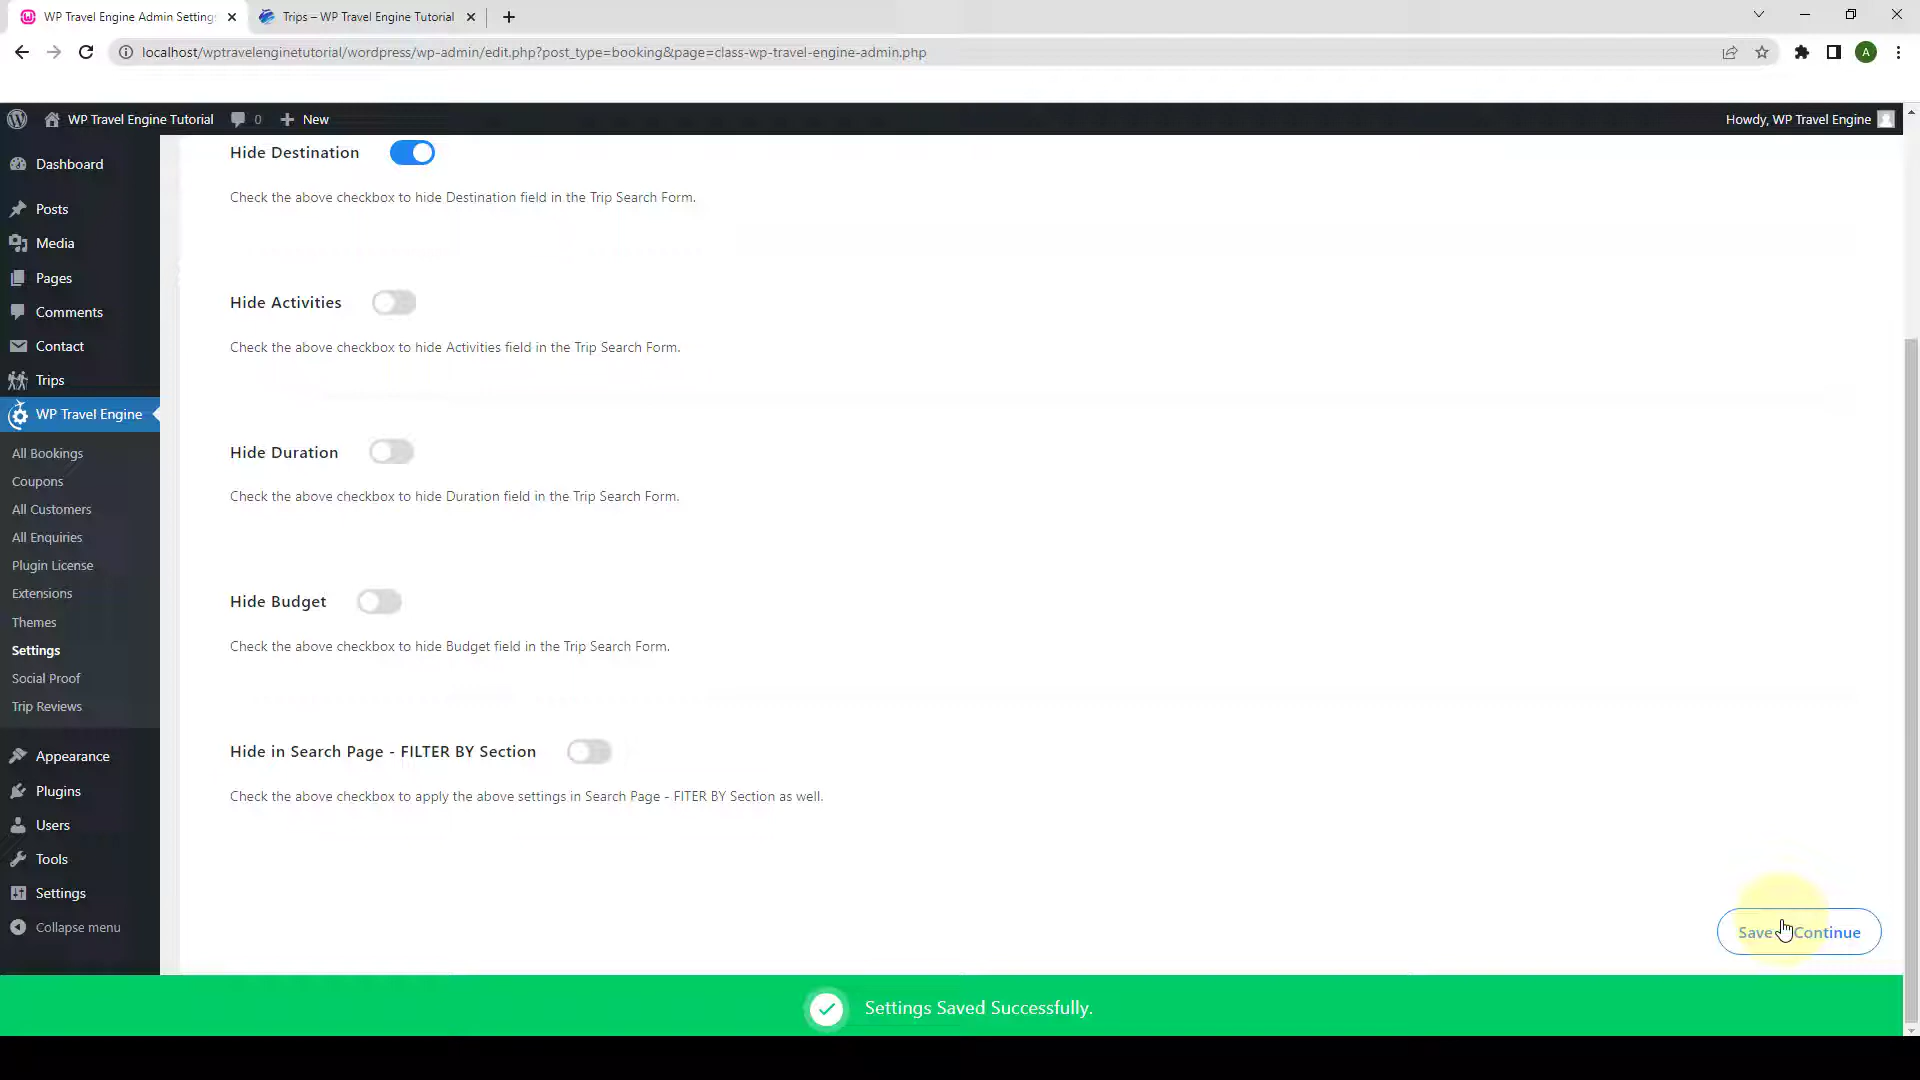 WP Travel Engine Admin Settings
Trips – WP Travel Engine Tutorial
localhost/wptravelenginetutorial/wordpress/wp-admin/edit.php?post_type=booking&page=class-wp-travel-engine-admin.php
A
WP Travel Engine Tutorial
0
New
Howdy, WP Travel Engine
Dashboard
Posts
Media
Pages
Comments
Contact
Trips
WP Travel Engine
All Bookings
Coupons
All Customers
All Enquiries
Plugin License
Extensions
Themes
Settings
Social Proof
Trip Reviews
Appearance
Plugins
Users
Tools
Settings
Collapse menu
Hide Destination
Check the above checkbox to hide Destination field in the Trip Search Form.
Hide Activities
Check the above checkbox to hide Activities field in the Trip Search Form.
Hide Duration
Check the above checkbox to hide Duration field in the Trip Search Form.
Hide Budget
Check the above checkbox to hide Budget field in the Trip Search Form.
Hide in Search Page - FILTER BY Section
Check the above checkbox to apply the above settings in Search Page - FITER BY Section as well.
Save Continue
Settings Saved Successfully.